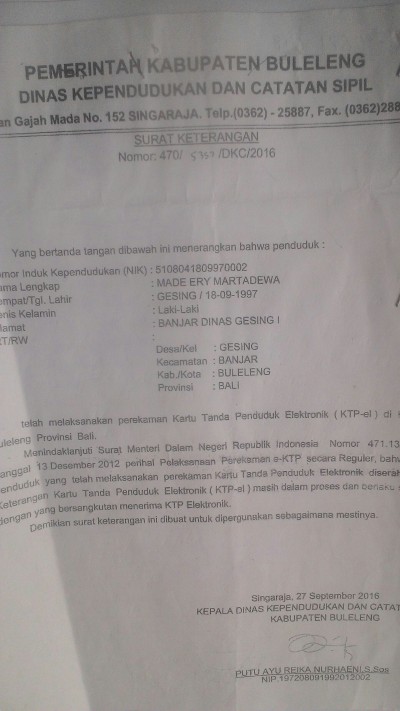 PEMERINTAH KABUPATEN BULELENG
DINAS KEPENDUDUKAN DAN CATATAN SIPIL
an Gajah Mada No. 152 SINGARAJA. Telp.(0362) - 25887, Fax. (0362)288
SURAT KETERANGAN
Nomor: 470/ /DKC/2016
Yang bertanda tangan dibawah ini menerangkan bahwa penduduk :
omor Induk Kependudukan (NIK) : 5108041809970002
ama Lengkap : MADE ERY MARTADEWA
empat/Tgl. Lahir : GESING / 18-09-1997
enis Kelamin : Laki-Laki
lamat : BANJAR DINAS GESING I
RT/RW :
Desa/Kel : GESING
Kecamatan : BANJAR
Kab./Kota : BULELENG
Provinsi : BALI
telah melaksanakan perekaman Kartu Tanda Penduduk Elektronik ( KTP-el ) di
uleleng Provinsi Bali.
Menindaklanjuti Surat Menteri Dalam Negeri Republik Indonesia Nomor 471.13
anggal 13 Desember 2012 perihal Pelaksanaan Perekaman e-KTP secara Reguler, bahw
enduduk yang telah melaksanakan perekaman Kartu Tanda Penduduk Elektronik diserah
Keterangan Kartu Tanda Penduduk Elektronik ( KTP-el ) masih dalam proses dan berlaku s
dengan yang bersangkutan menerima KTP Elektronik.
Demikian surat keterangan ini dibuat untuk dipergunakan sebagaimana mestinya.
Singaraja, 27 September 2016
KEPALA DINAS KEPENDUDUKAN DAN CATAT
KABUPATEN BULELENG
PUTU AYU REIKA NURHAENI,S.Sos
NIP.197208091992012002